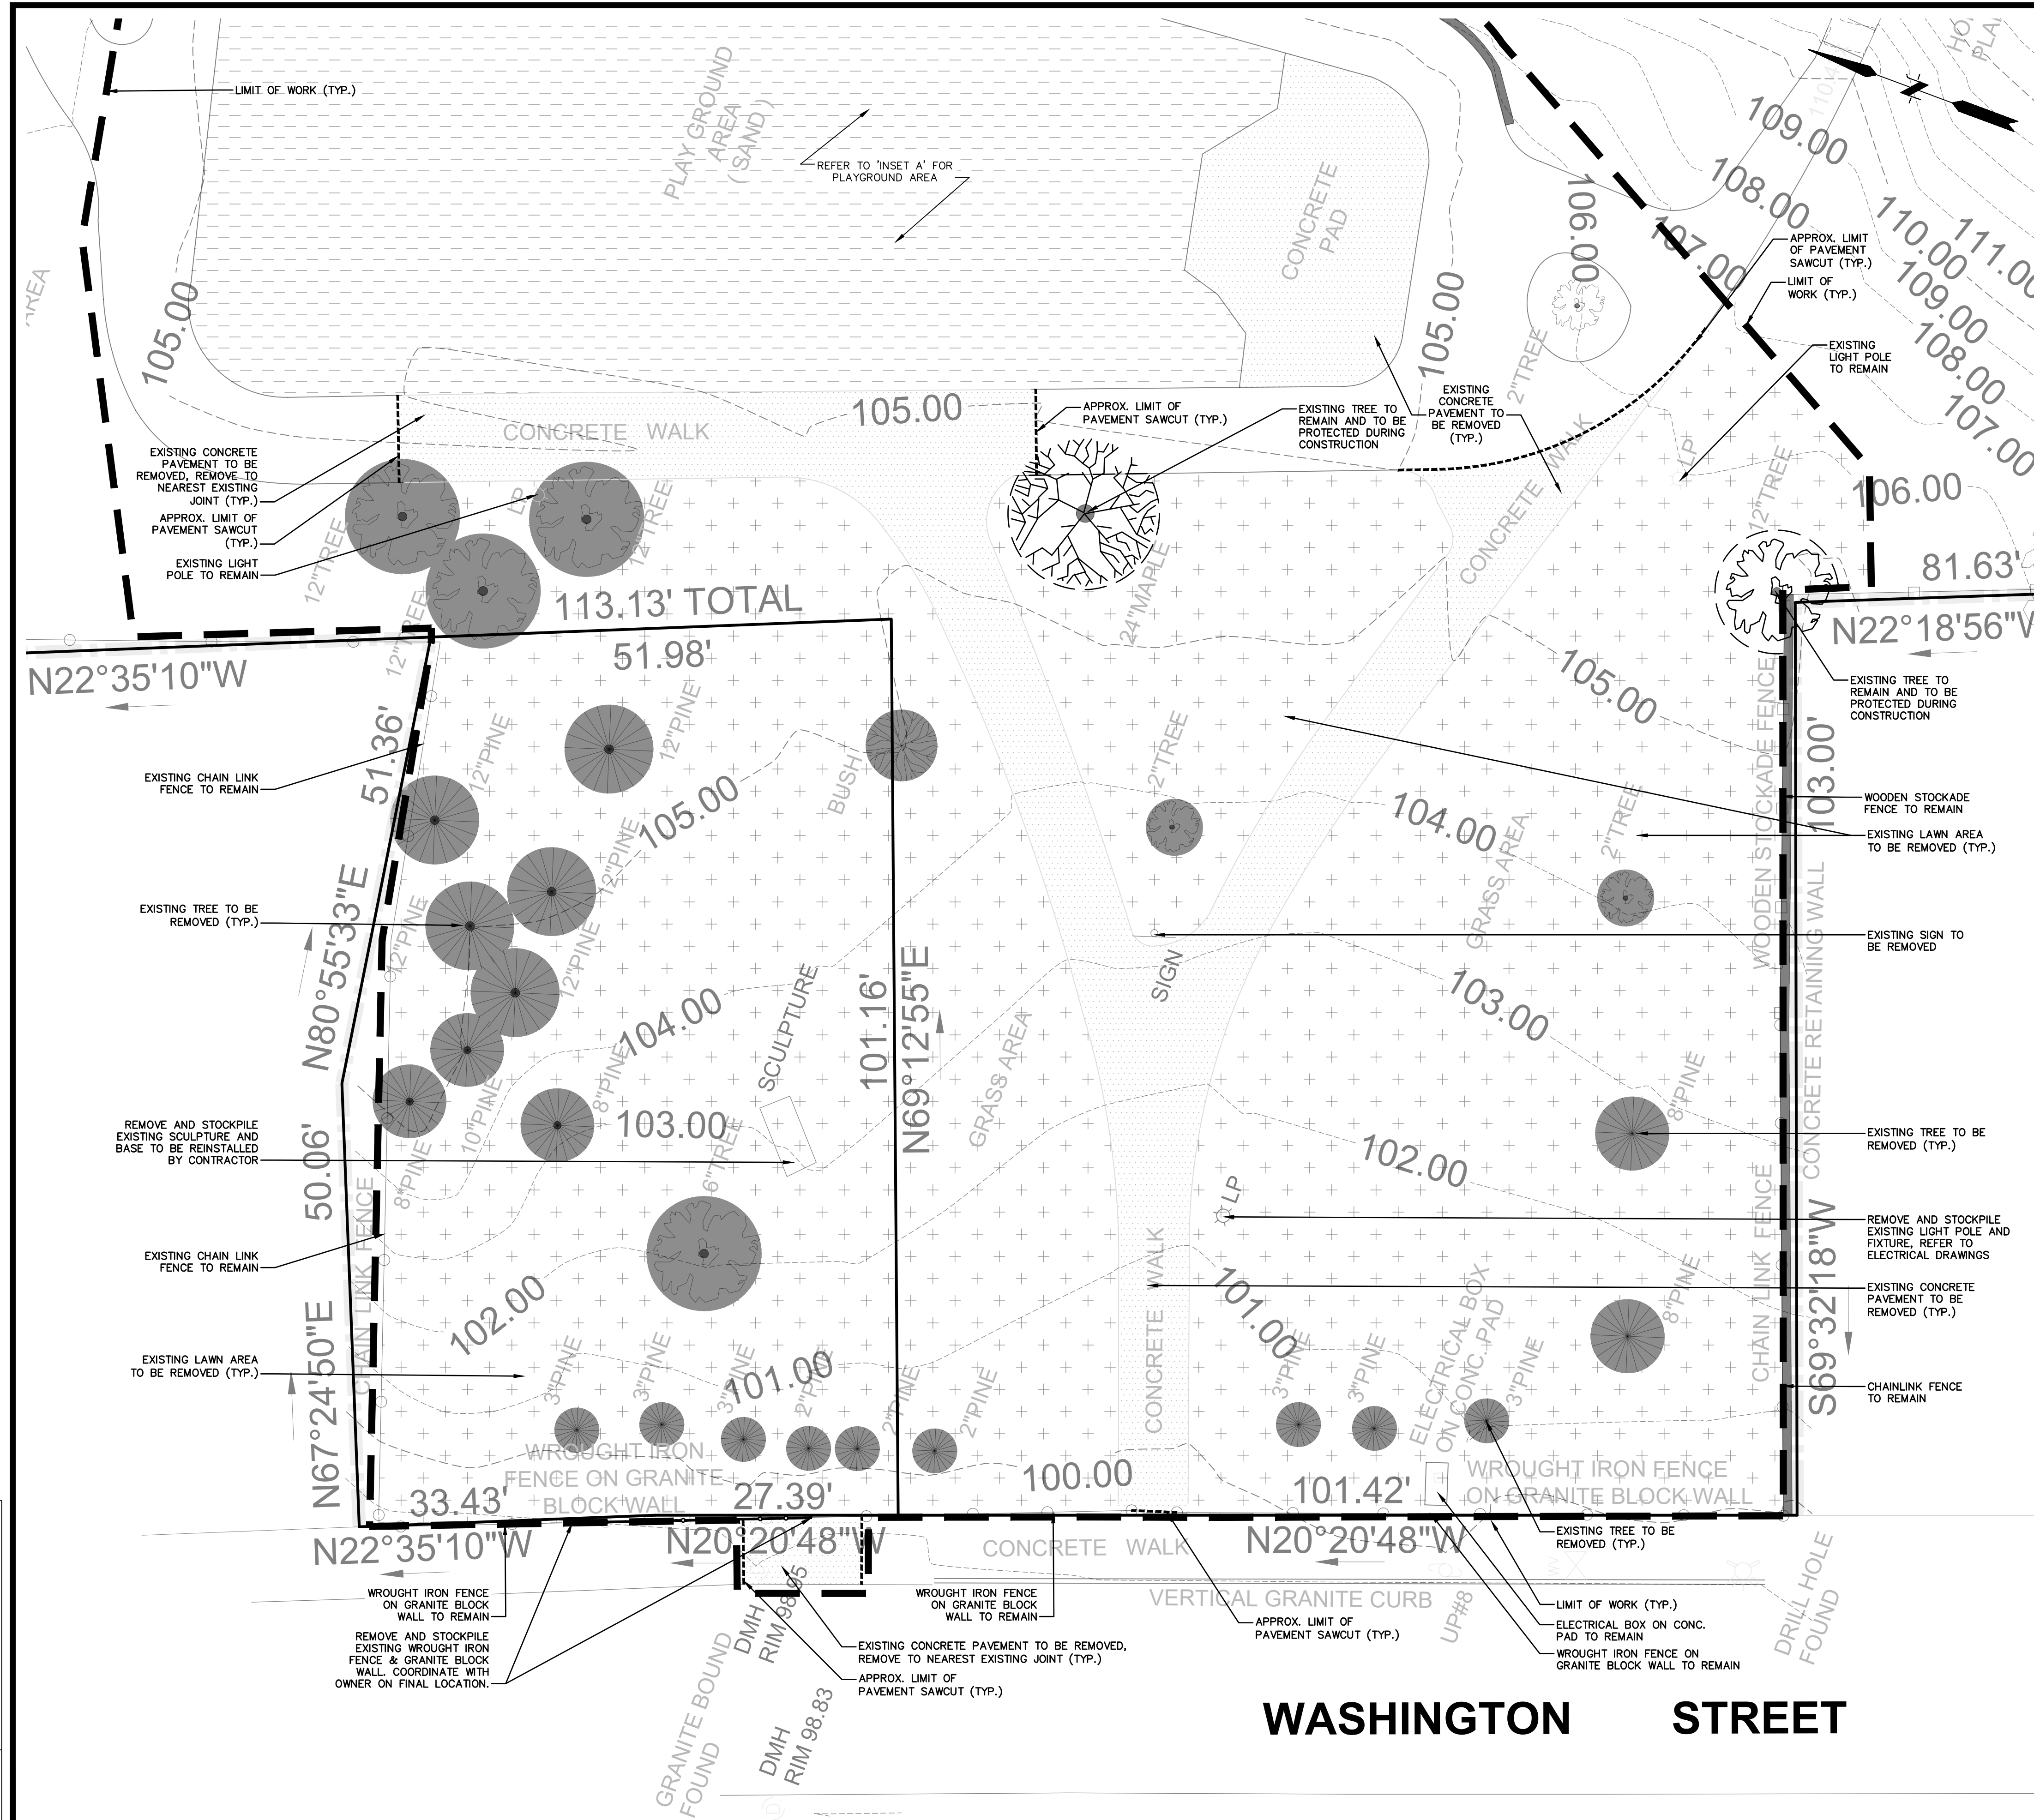 LIMIT OF WORK (TYP.)
PLAY GROUND
AREA
( SAND )
REFER TO 'INSET A' FOR
PLAYGROUND AREA
CONCRETE
PAD
109.00
108.00
110.00
111.00
109.00
108.00
107.00
106.00
107.00
APPROX. LIMIT
OF PAVEMENT
SAWCUT (TYP.)
LIMIT OF
WORK (TYP.)
EXISTING
LIGHT POLE
TO REMAIN
AREA
105.00
105.00
105.00
2"TREE
CONCRETE WALK
APPROX. LIMIT OF
PAVEMENT SAWCUT (TYP.)
EXISTING TREE TO
REMAIN AND TO BE
PROTECTED DURING
CONSTRUCTION
EXISTING
CONCRETE
PAVEMENT TO
BE REMOVED
(TYP.)
CONCRETE WALK
LP
12"TREE
106.00
81.63'
N22°18'56"W
EXISTING CONCRETE
PAVEMENT TO BE
REMOVED, REMOVE TO
NEAREST EXISTING
JOINT (TYP.)
APPROX. LIMIT OF
PAVEMENT SAWCUT
(TYP.)
EXISTING LIGHT
POLE TO REMAIN
12"TREE
LP
12"TREE
12"TREE
24"MAPLE
113.13' TOTAL
51.98'
N22°35'10"W
105.00
EXISTING TREE TO
REMAIN AND TO BE
PROTECTED DURING
CONSTRUCTION
51.36'
N80°55'33"E
EXISTING CHAIN LINK
FENCE TO REMAIN
12"PINE
12"PINE
105.00
BUSH
2"TREE
104.00
GRASS AREA
2"TREE
WOODEN STOCKADE FENCE
103.00'
WOODEN STOCKADE
FENCE TO REMAIN
EXISTING LAWN AREA
TO BE REMOVED (TYP.)
EXISTING TREE TO BE
REMOVED (TYP.)
12"PINE
12"PINE
12"PINE
EXISTING SIGN TO
BE REMOVED
SIGN
103.00
CONCRETE RETAINING WALL
104.00
SCULPTURE
101.16'
N69°12'55"E
GRASS AREA
REMOVE AND STOCKPILE
EXISTING SCULPTURE AND
BASE TO BE REINSTALLED
BY CONTRACTOR
8"PINE
10"PINE
8"PINE
103.00
6"TREE
102.00
8"PINE
EXISTING TREE TO BE
REMOVED (TYP.)
50.06'
N67°24'50"E
CHAIN LINK FENCE
EXISTING CHAIN LINK
FENCE TO REMAIN
LP
REMOVE AND STOCKPILE
EXISTING LIGHT POLE AND
FIXTURE, REFER TO
ELECTRICAL DRAWINGS
CHAIN LINK FENCE
S69°32'18"W
EXISTING CONCRETE
PAVEMENT TO BE
REMOVED (TYP.)
102.00
CONCRETE WALK
101.00
8"PINE
EXISTING LAWN AREA
TO BE REMOVED (TYP.)
3"PINE
3"PINE
3"PINE
101.00
2"PINE
2"PINE
2"PINE
3"PINE
3"PINE
ELECTRICAL BOX
ON CONC. PAD
3"PINE
CHAINLINK FENCE
TO REMAIN
WROUGHT IRON
FENCE ON GRANITE
BLOCK WALL
33.43'
27.39'
100.00
101.42'
WROUGHT IRON FENCE
ON GRANITE BLOCK WALL
N22°35'10"W
N20°20'48"W
CONCRETE WALK
N20°20'48"W
EXISTING TREE TO BE
REMOVED (TYP.)
WROUGHT IRON FENCE
ON GRANITE BLOCK
WALL TO REMAIN
REMOVE AND STOCKPILE
EXISTING WROUGHT IRON
FENCE & GRANITE BLOCK
WALL. COORDINATE WITH
OWNER ON FINAL LOCATION.
DMH
RIM 98.95
WROUGHT IRON FENCE
ON GRANITE BLOCK
WALL TO REMAIN
EXISTING CONCRETE PAVEMENT TO BE REMOVED,
REMOVE TO NEAREST EXISTING JOINT (TYP.)
APPROX. LIMIT OF
PAVEMENT SAWCUT (TYP.)
VERTICAL GRANITE CURB
APPROX. LIMIT OF
PAVEMENT SAWCUT (TYP.)
UP#8
LIMIT OF WORK (TYP.)
ELECTRICAL BOX ON CONC.
PAD TO REMAIN
WROUGHT IRON FENCE ON
GRANITE BLOCK WALL TO REMAIN
DRILL HOLE
FOUND
GRANITE BOUND
FOUND
DMH
RIM 98.83
WASHINGTON STREET